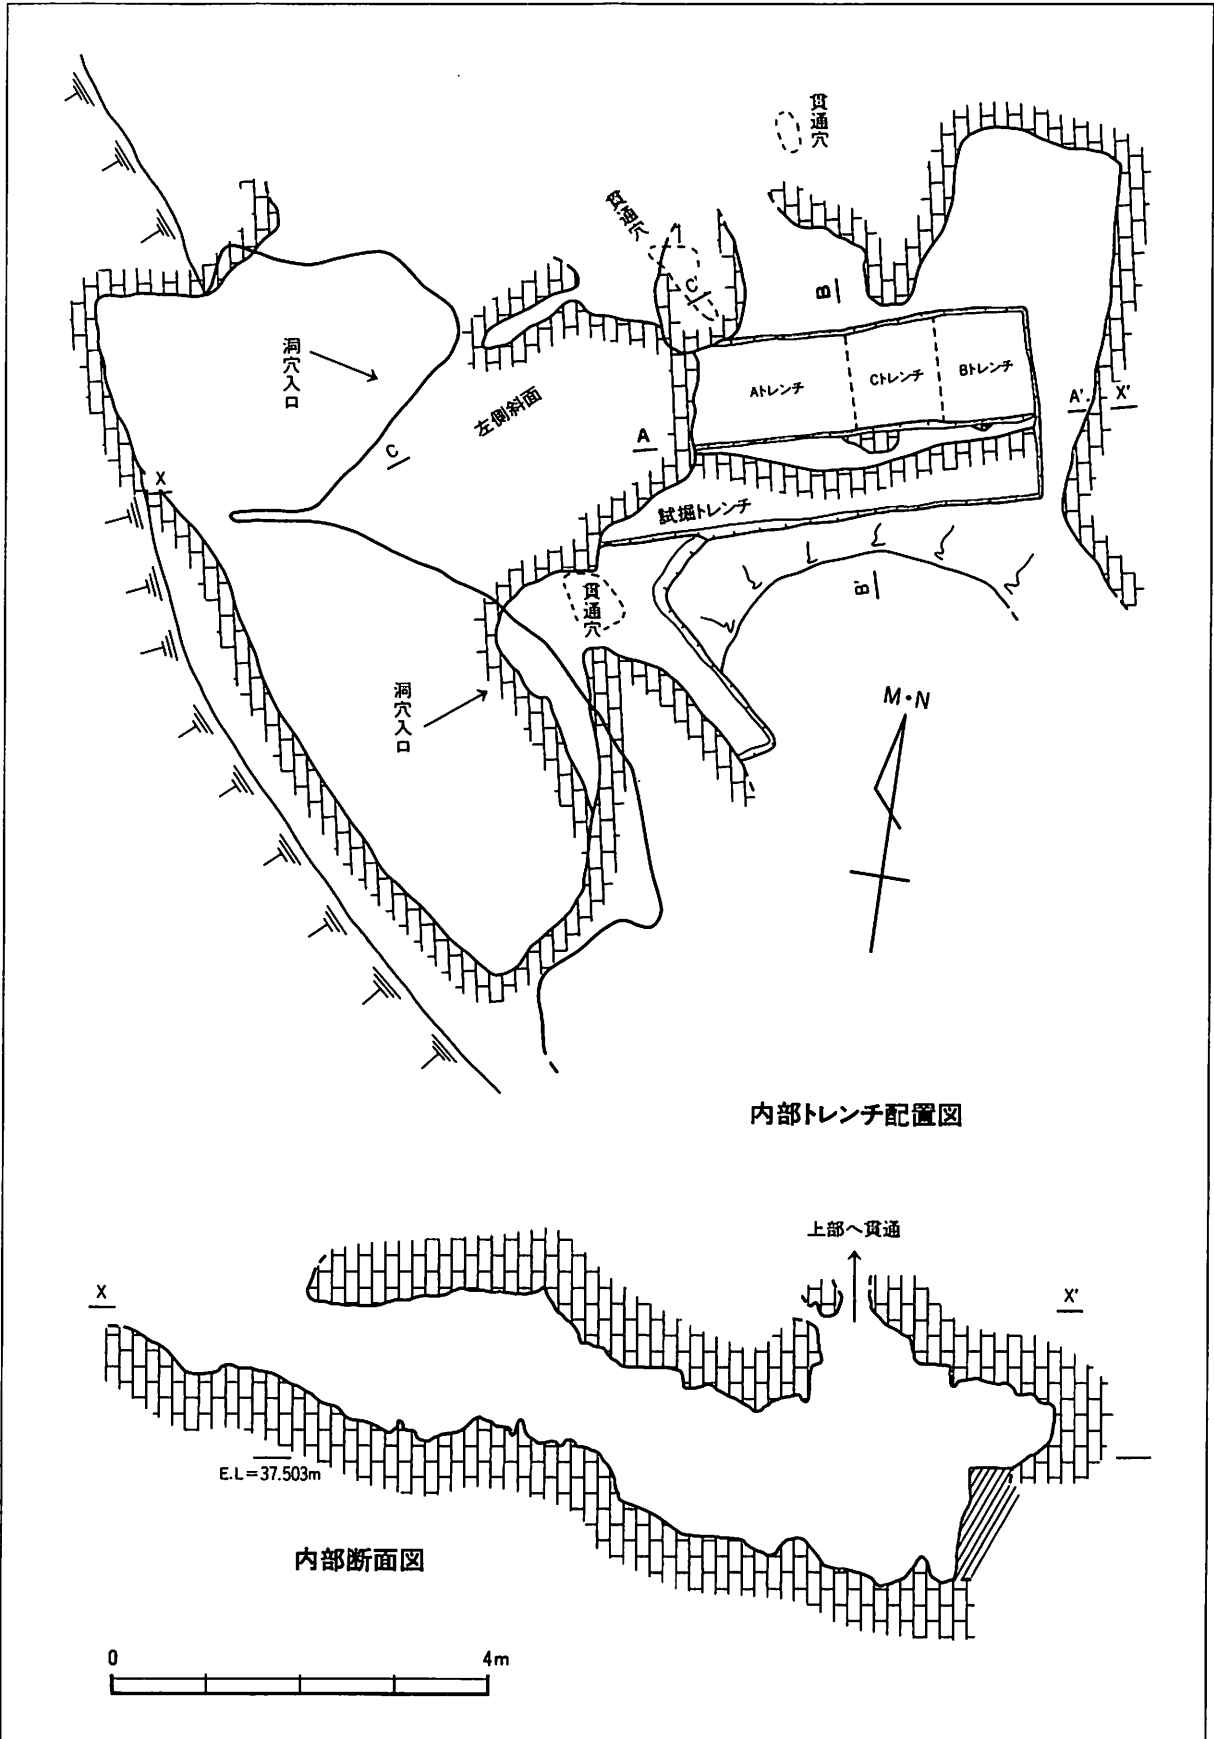 貫通穴
貫通穴
C'
B
洞穴入口
左側斜面
Aトレンチ
Cトレンチ
Bトレンチ
A'
X'
A
C
X
試掘トレンチ
B'
貫通穴
洞穴入口
M・N
内部トレンチ配置図
上部へ貫通
X
X'
E.L=37.503m
内部断面図
0
4m